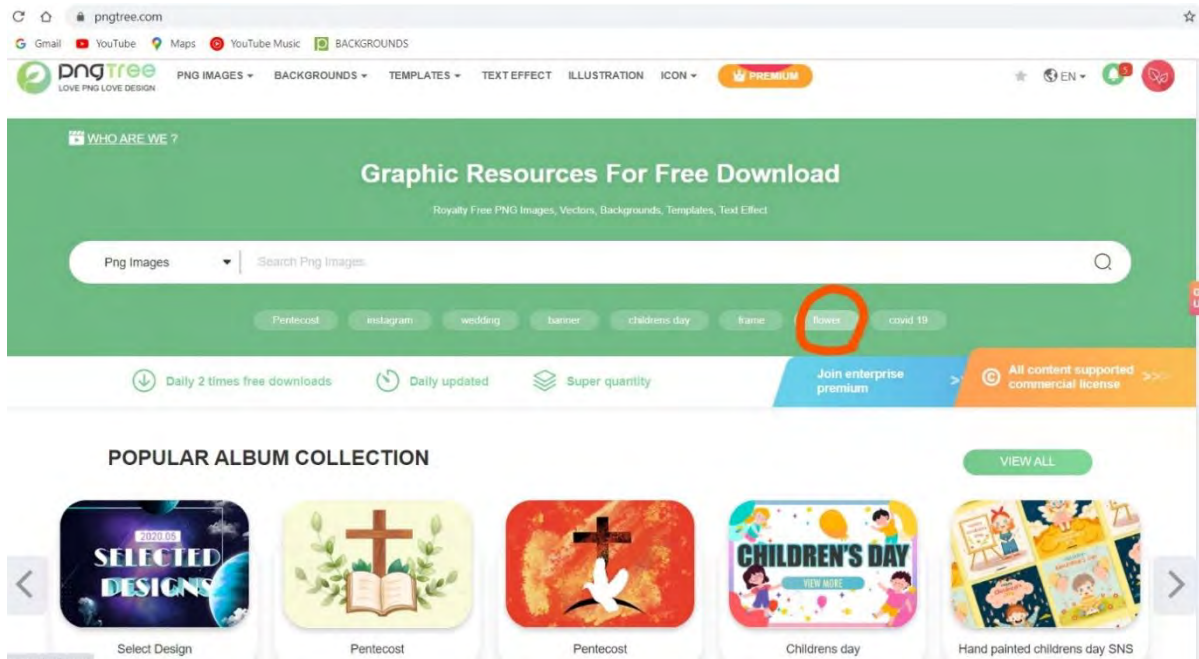 pngtree.com
Gmail YouTube Maps YouTube Music BACKGROUNDS
pngtree PNG IMAGES BACKGROUNDS TEMPLATES TEXT EFFECT ILLUSTRATION ICON PREMIUM EN 5
LOVE PNG LOVE DESIGN
WHO ARE WE ?
Graphic Resources For Free Download
Royalty Free PNG Images, Vectors, Backgrounds, Templates, Text Effect
Png Images Search Png Images
Pentecost instagram wedding banner childrens day frame flower covid 19
Daily 2 times free downloads Daily updated Super quantity
Join enterprise
premium
All content supported
commercial license
POPULAR ALBUM COLLECTION VIEW ALL
2020.05
SELECTED
DESIGNS
CHILDREN'S DAY
VIEW MORE
Select Design Pentecost Pentecost Childrens day Hand painted childrens day SNS